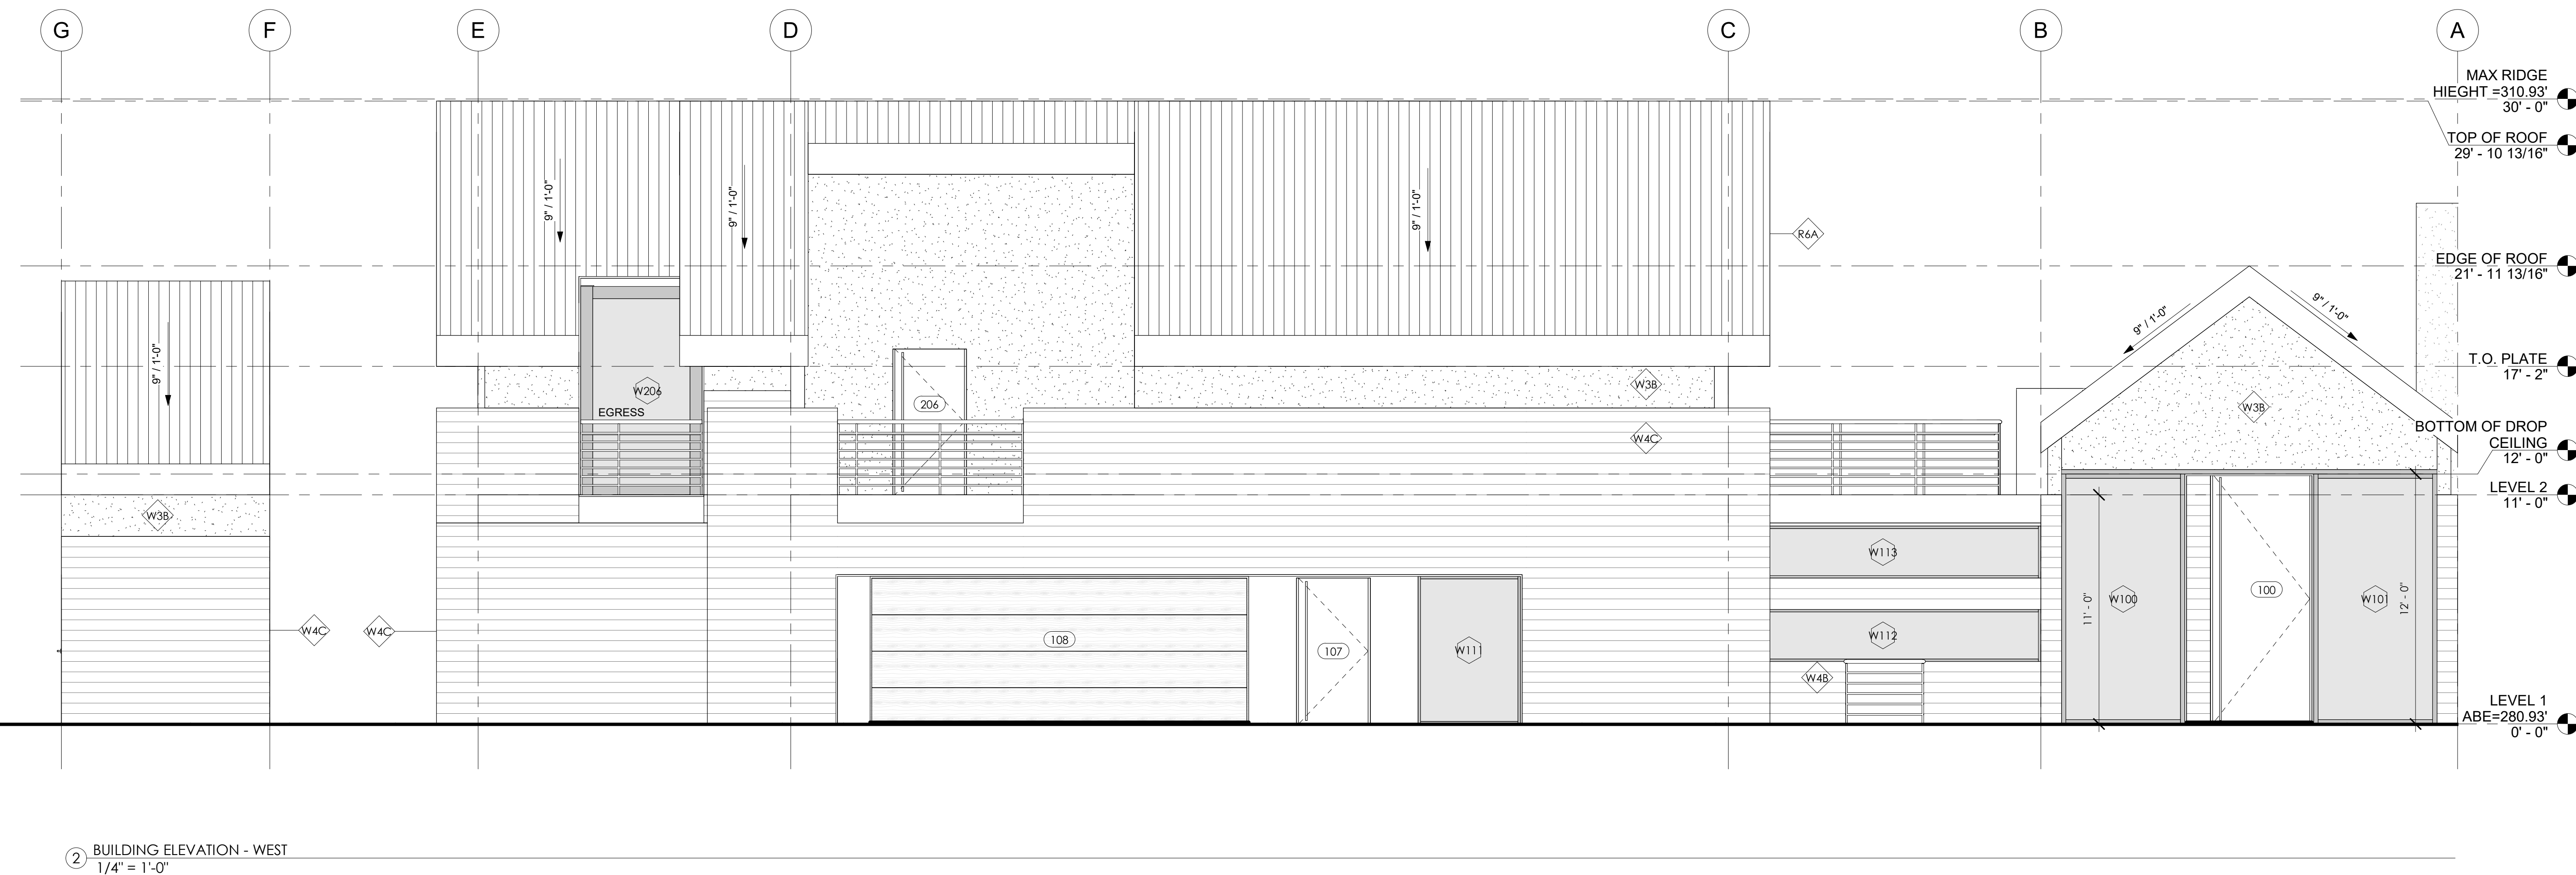 G F E D C B A
MAX RIDGE
HIEGHT =310.93'
30' - 0"
TOP OF ROOF
29' - 10 13/16"
9" / 1'-0"
9" / 1'-0"
9" / 1'-0"
R6A
EDGE OF ROOF
21' - 11 13/16"
9" / 1'-0"
9" / 1'-0"
9" / 1'-0"
T.O. PLATE
17' - 2"
W206
EGRESS
206
W3B
W3B
W4C
BOTTOM OF DROP
CEILING
12' - 0"
LEVEL 2
11' - 0"
W3B
W113
W100
11' - 0"
100
W101
12' - 0"
W4C
W4C
108
107
W111
W112
W4B
LEVEL 1
ABE=280.93'
0' - 0"
2
BUILDING ELEVATION - WEST
1/4" = 1'-0"